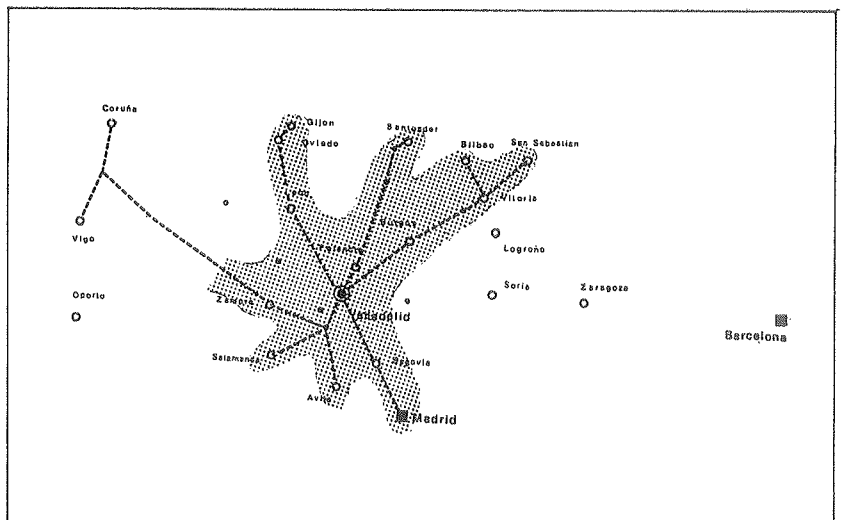 Coruña
Gijon
Oviedo
Santander
Bilbao
San Sebastian
Leon
Vitoria
Burgos
Vigo
Logroño
Palencia
Oporto
Zamora
Soria
Zaragoza
Valladolid
Barcelona
Salamanca
Segovia
Avila
Madrid